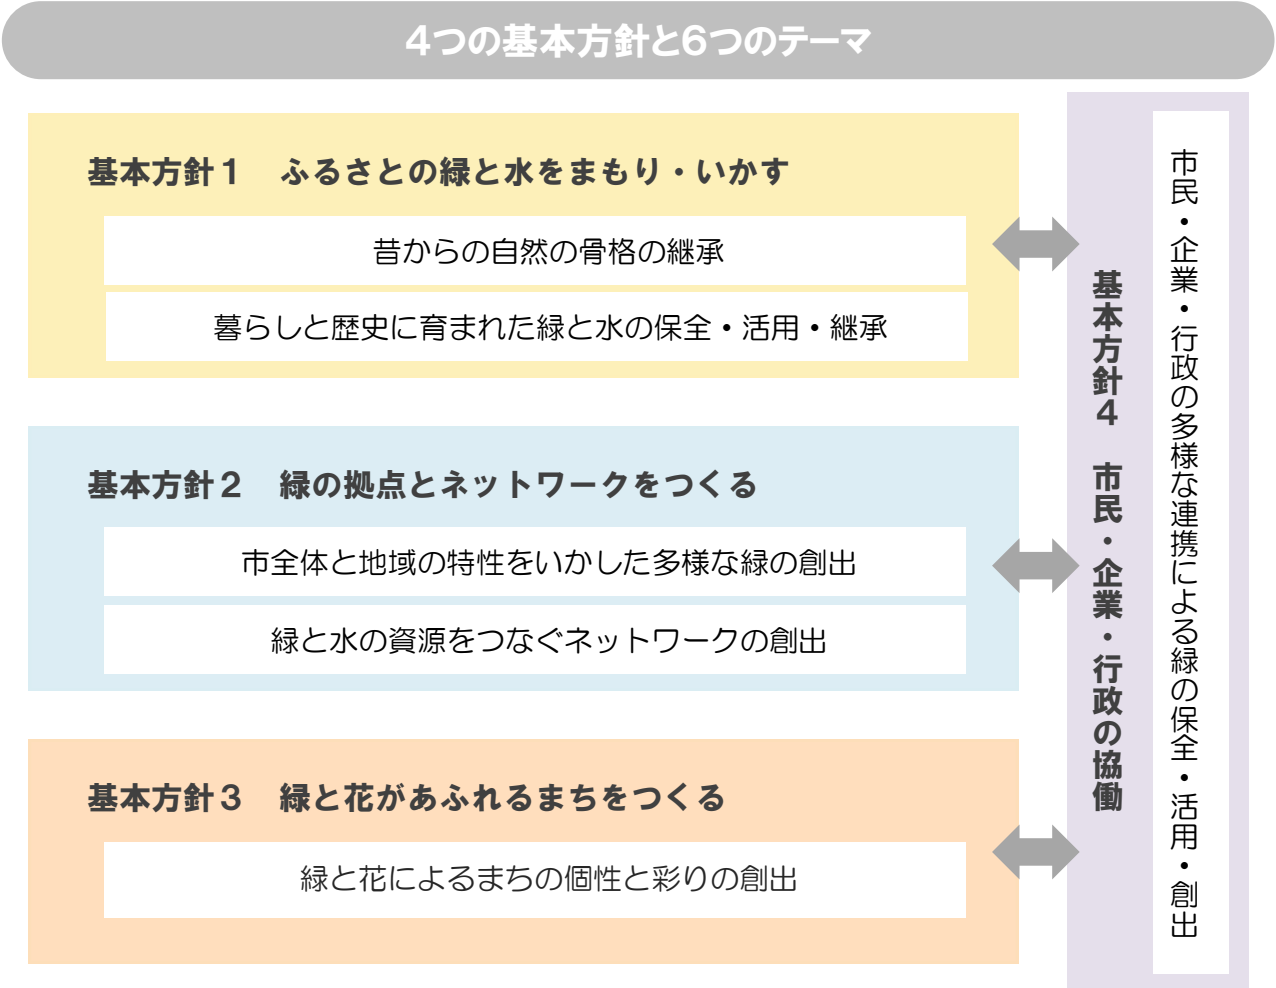 4つの基本方針と6つのテーマ
基本方針１　ふるさとの緑と水をまもり・いかす
昔からの自然の骨格の継承
暮らしと歴史に育まれた緑と水の保全・活用・継承
基本方針２　緑の拠点とネットワークをつくる
市全体と地域の特性をいかした多様な緑の創出
緑と水の資源をつなぐネットワークの創出
基本方針３　緑と花があふれるまちをつくる
緑と花によるまちの個性と彩りの創出
基本方針４　市民・企業・行政の協働
市民・企業・行政の多様な連携による緑の保全・活用・創出